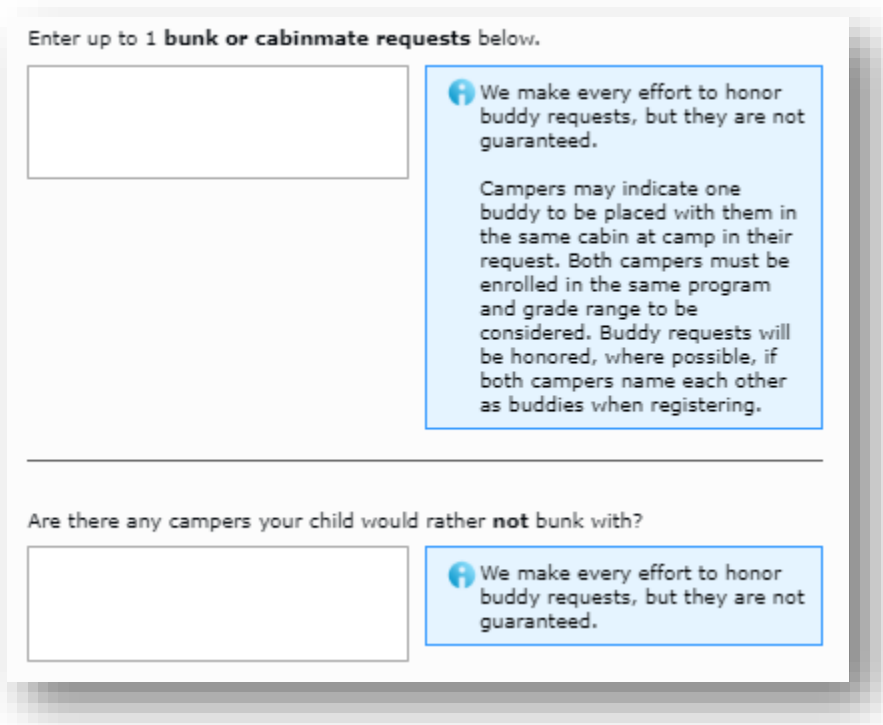 Enter up to 1 bunk or cabinmate requests below.
We make every effort to honor
buddy requests, but they are not
guaranteed.
Campers may indicate one
buddy to be placed with them in
the same cabin at camp in their
request. Both campers must be
enrolled in the same program
and grade range to be
considered. Buddy requests will
be honored, where possible, if
both campers name each other
as buddies when registering.
Are there any campers your child would rather not bunk with?
We make every effort to honor
buddy requests, but they are not
guaranteed.